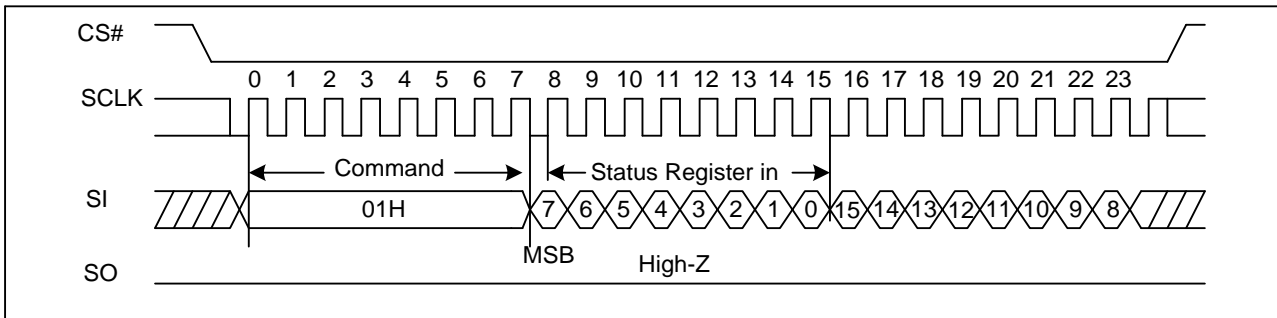 CS#
0 1 2 3 4 5 6 7 8 9 10 11 12 13 14 15 16 17 18 19 20 21 22 23
SCLK
Command Status Register in
SI 01H 7 6 5 4 3 2 1 0 15 14 13 12 11 10 9 8
MSB High-Z
SO